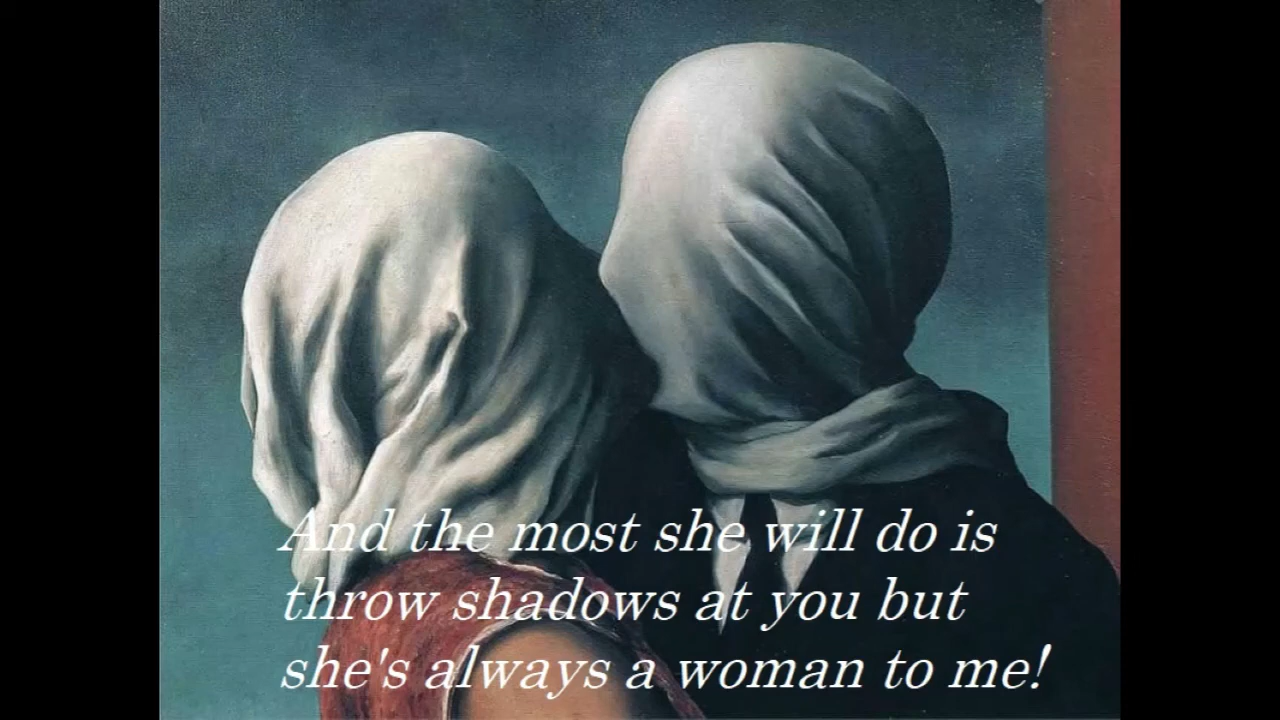 And the most she will do is
throw shadows at you but
she's always a woman to me!